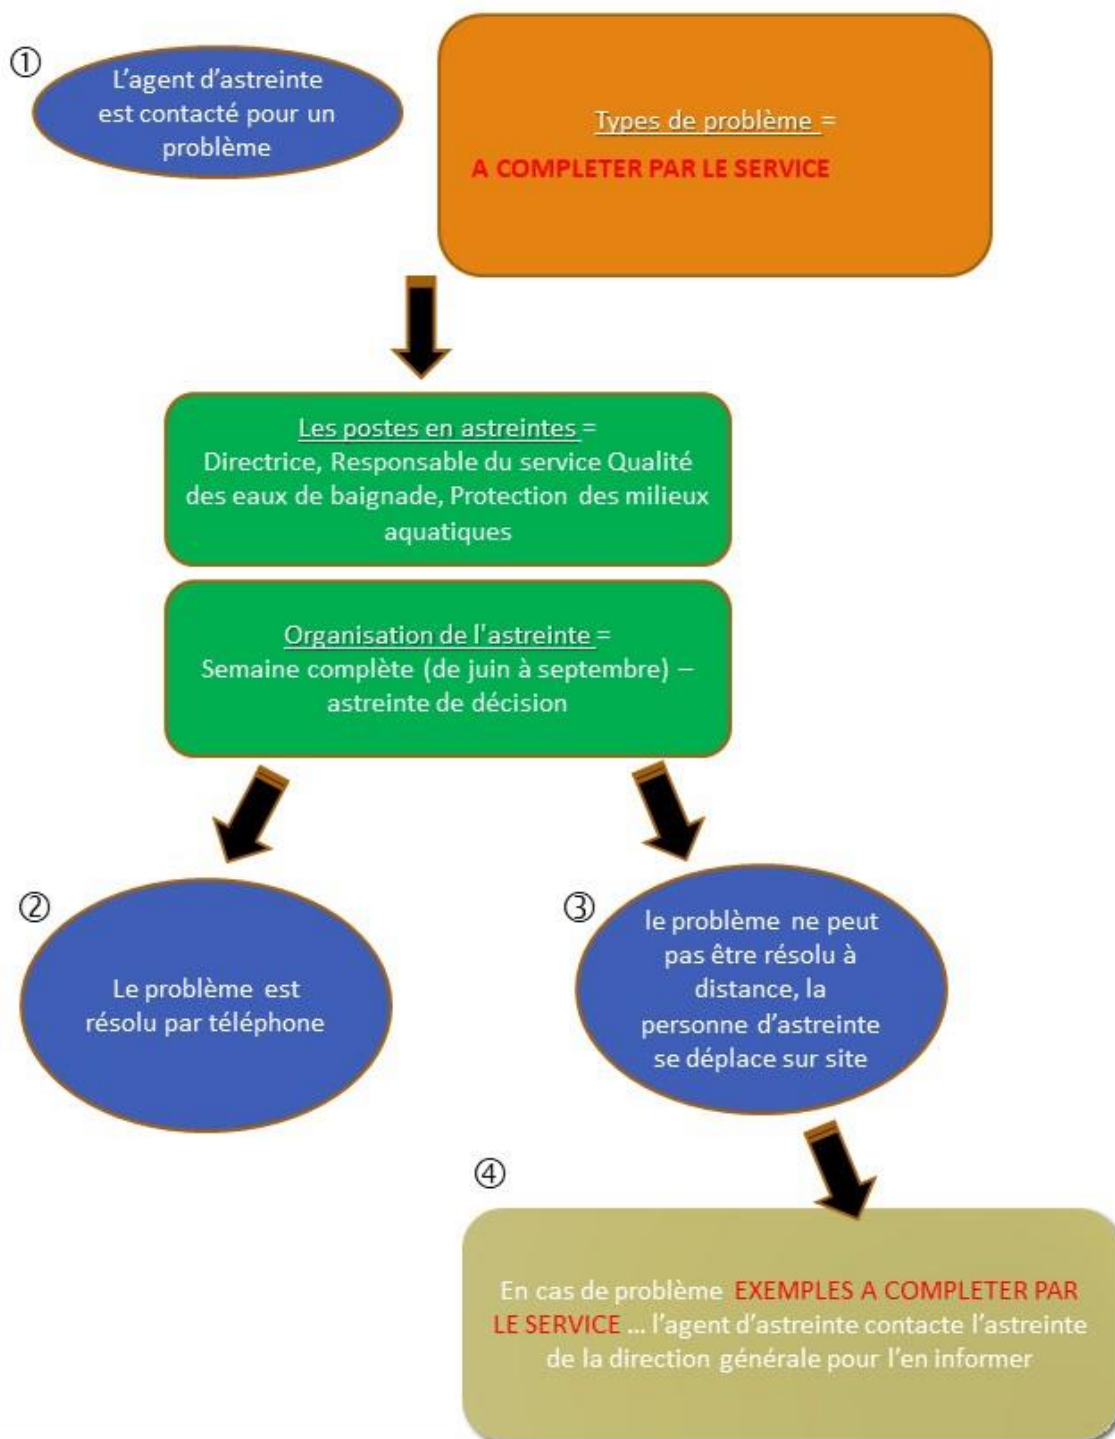 ①
L’agent d’astreinte
est contacté pour un
problème
Types de problème =
A COMPLETER PAR LE SERVICE
Les postes en astreintes =
Directrice, Responsable du service Qualité
des eaux de baignade, Protection des milieux
aquatiques
Organisation de l'astreinte =
Semaine complète (de juin à septembre) –
astreinte de décision
②
Le problème est
résolu par téléphone
③
le problème ne peut
pas être résolu à
distance, la
personne d’astreinte
se déplace sur site
④
En cas de problème EXEMPLES A COMPLETER PAR
LE SERVICE ... l’agent d’astreinte contacte l’astreinte
de la direction générale pour l’en informer